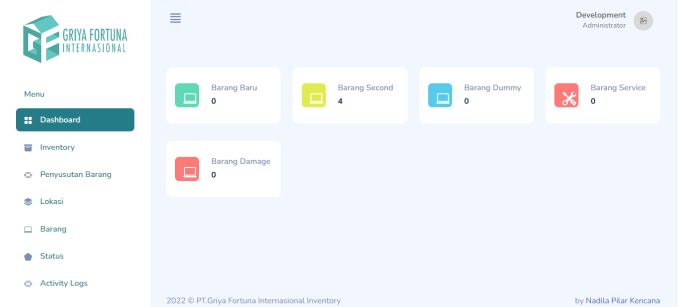 GRIYA FORTUNA
INTERNASIONAL
Development
Administrator
Menu
Dashboard
Inventory
Penyusutan Barang
Lokasi
Barang
Status
Activity Logs
Barang Baru
0
Barang Second
4
Barang Dummy
0
Barang Service
0
Barang Damage
0
2022 © PT.Griya Fortuna Internasional Inventory
by Nadila Pilar Kencana